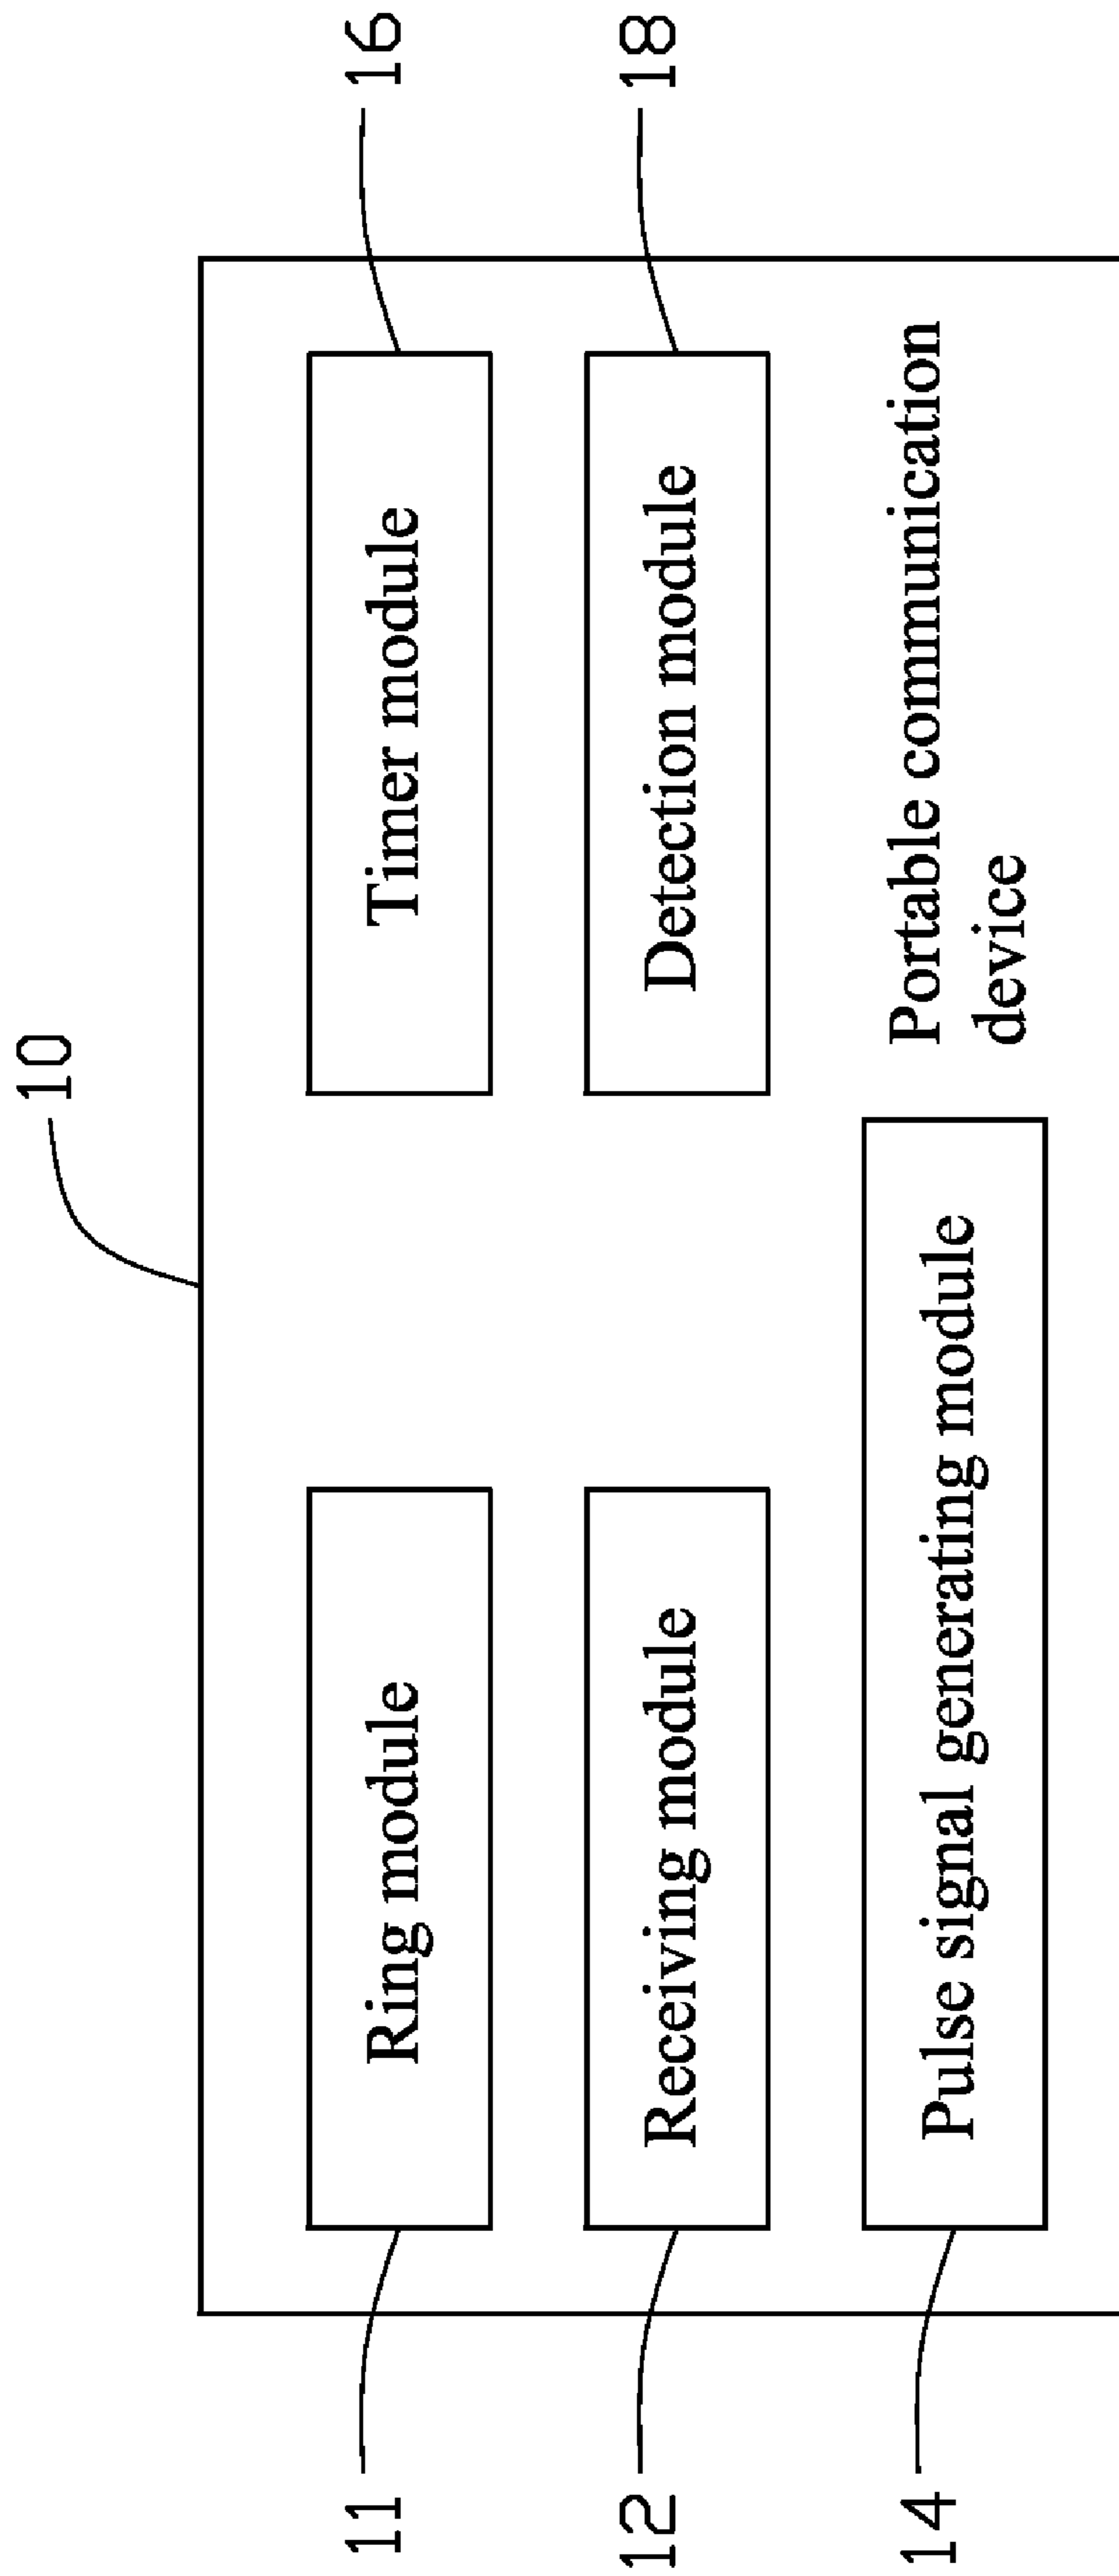 10
11
Ring module
Timer module
16
12
Receiving module
Detection module
18
14
Pulse signal generating module
Portable communication
device